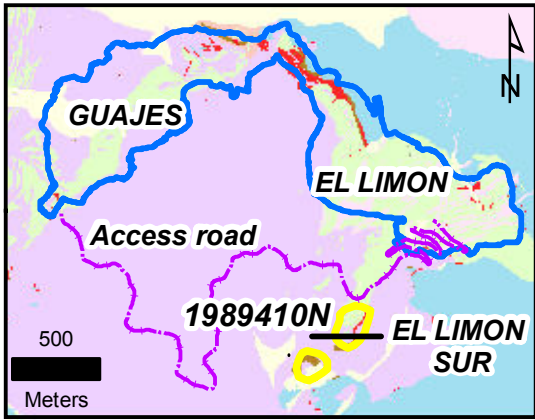 N
GUAJES
EL LIMON
Access road
1989410N
EL LIMON
SUR
500
Meters